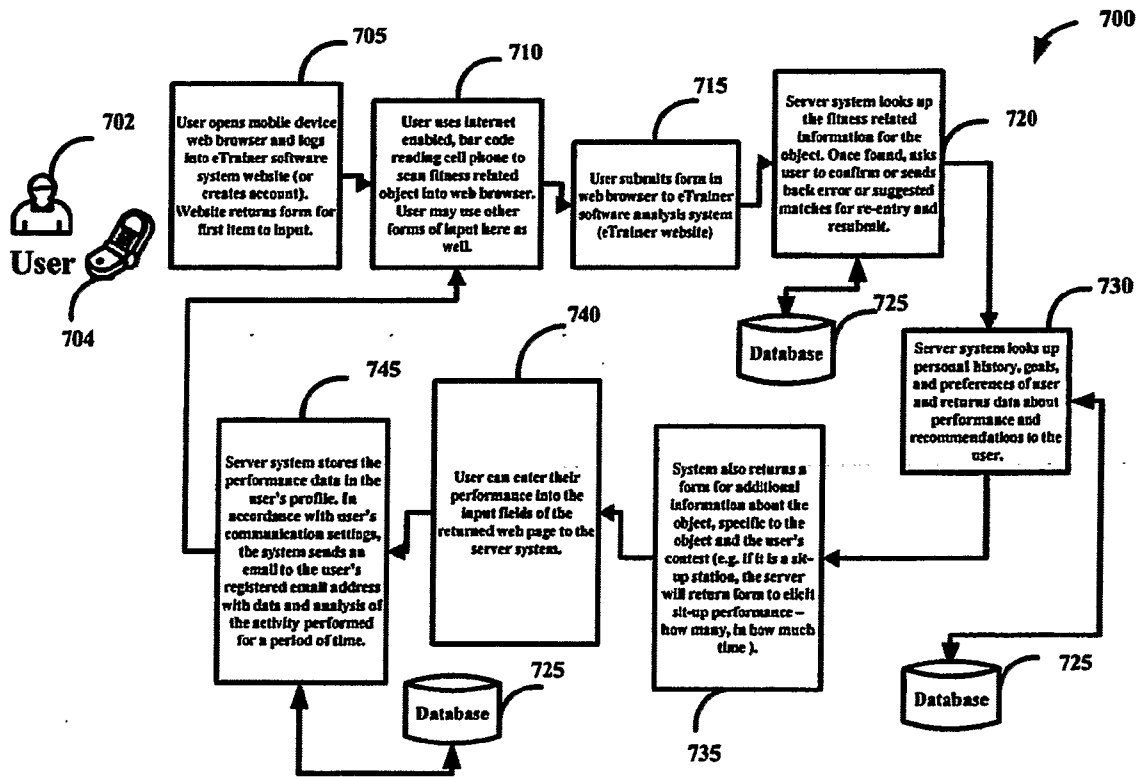 700
705
User opens mobile device
web browser and logs
into eTrainer software
system website (or
creates account).
Website returns form for
first item to input.
710
User uses internet
enabled, bar code
reading cell phone to
scan fitness related
object into web browser.
User may use other
forms of input here as
well.
715
User submits form in
web browser to eTrainer
software analysis system
(eTrainer website)
720
Server system looks up
the fitness related
information for the
object. Once found, asks
user to confirm or sends
back error or suggested
matches for re-entry and
resubmit.
702
User
704
725
Database
730
Server system looks up
personal history, goals,
and preferences of user
and returns data about
performance and
recommendations to the
user.
725
Database
735
System also returns a
form for additional
information about the
object, specific to the
object and the user's
context (e.g. if it is a sit-
up station, the server
will return form to elicit
sit-up performance –
how many, in how much
time ).
740
User can enter their
performance into the
input fields of the
returned web page to the
server system.
745
Server system stores the
performance data in the
user's profile. In
accordance with user's
communication settings,
the system sends an
email to the user's
registered email address
with data and analysis of
the activity performed
for a period of time.
725
Database